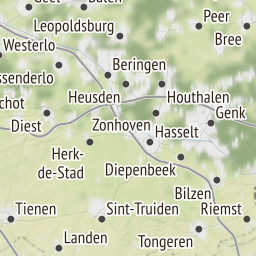 Leopoldsburg
Peer
Bree
Westerlo
Beringen
Heusden
Houthalen
Genk
Diest
Zonhoven
Hasselt
Herk-
de-Stad
Diepenbeek
Bilzen
Tienen
Sint-Truiden
Riemst
Landen
Tongeren